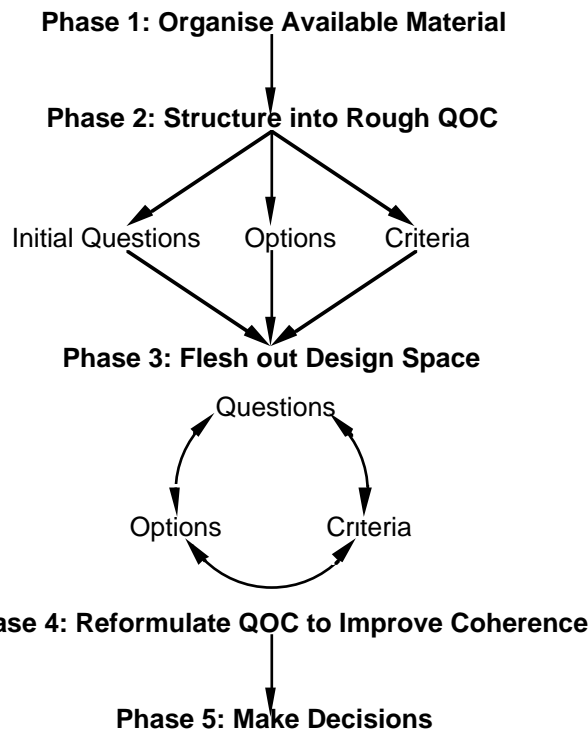 Phase 1: Organise Available Material
Phase 2: Structure into Rough QOC
Initial Questions Options Criteria
Phase 3: Flesh out Design Space
Questions
Options Criteria
ase 4: Reformulate QOC to Improve Coherence
Phase 5: Make Decisions